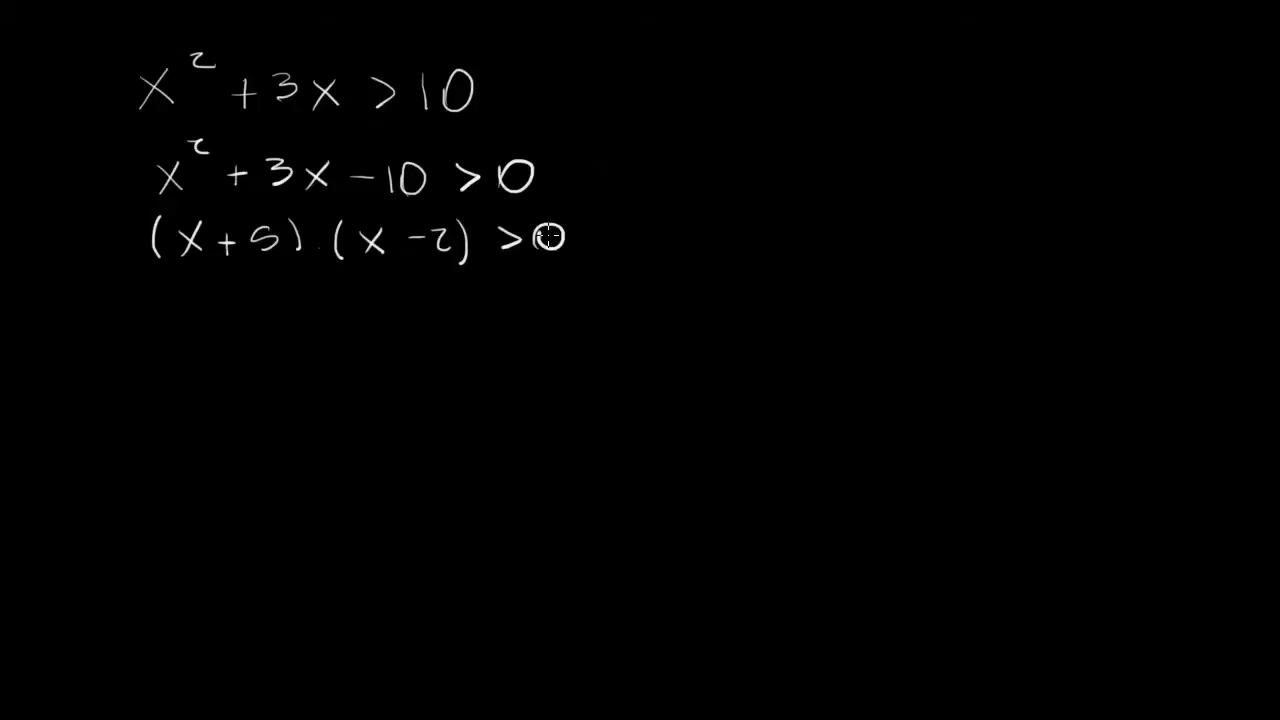 x² + 3x > 10
x² + 3x - 10 > 0
(x + 5) · (x - 2) > 0